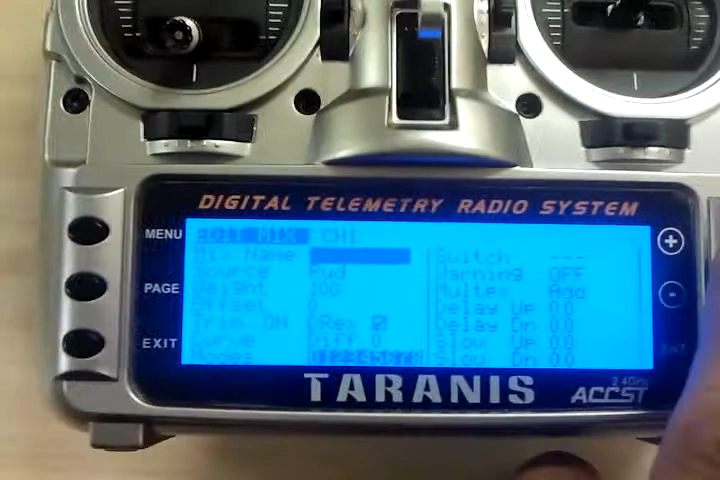 DIGITAL TELEMETRY RADIO SYSTEM
MENU
PAGE
EXIT
EDIT MIX CH1
Mix Name
Source Rud
Weight 100
Offset 0
Trim ON DRex
Curve Diff 0
Modes 012345678
Switch ---
Warning OFF
Multpx Add
Delay Up 0.0
Delay Dn 0.0
Slow Up 0.0
Slow Dn 0.0
+
-
ENT
TARANIS
2.4GHz
ACCST